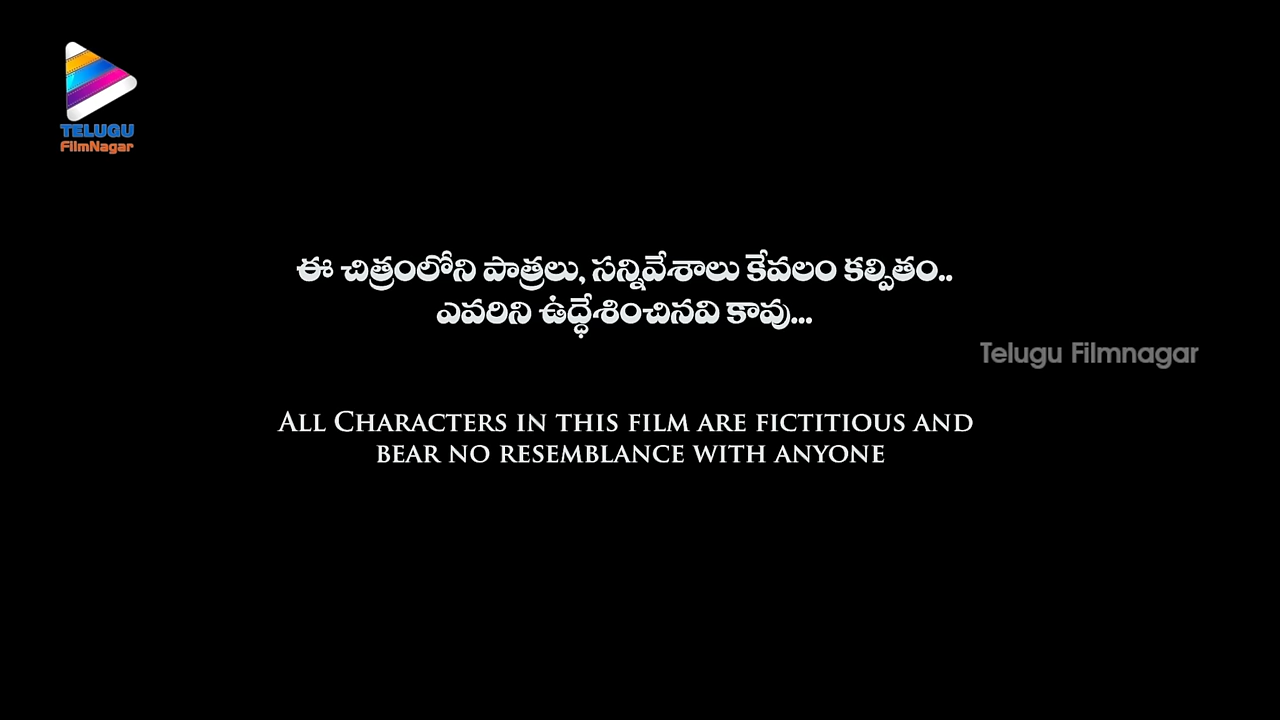 TELUGU
FilmNagar
ఈ చిత్రంలోని పాత్రలు, సన్నివేశాలు కేవలం కల్పితం..
ఎవరిని ఉద్ధేశించినవి కావు...
Telugu Filmnagar
ALL CHARACTERS IN THIS FILM ARE FICTITIOUS AND
BEAR NO RESEMBLANCE WITH ANYONE